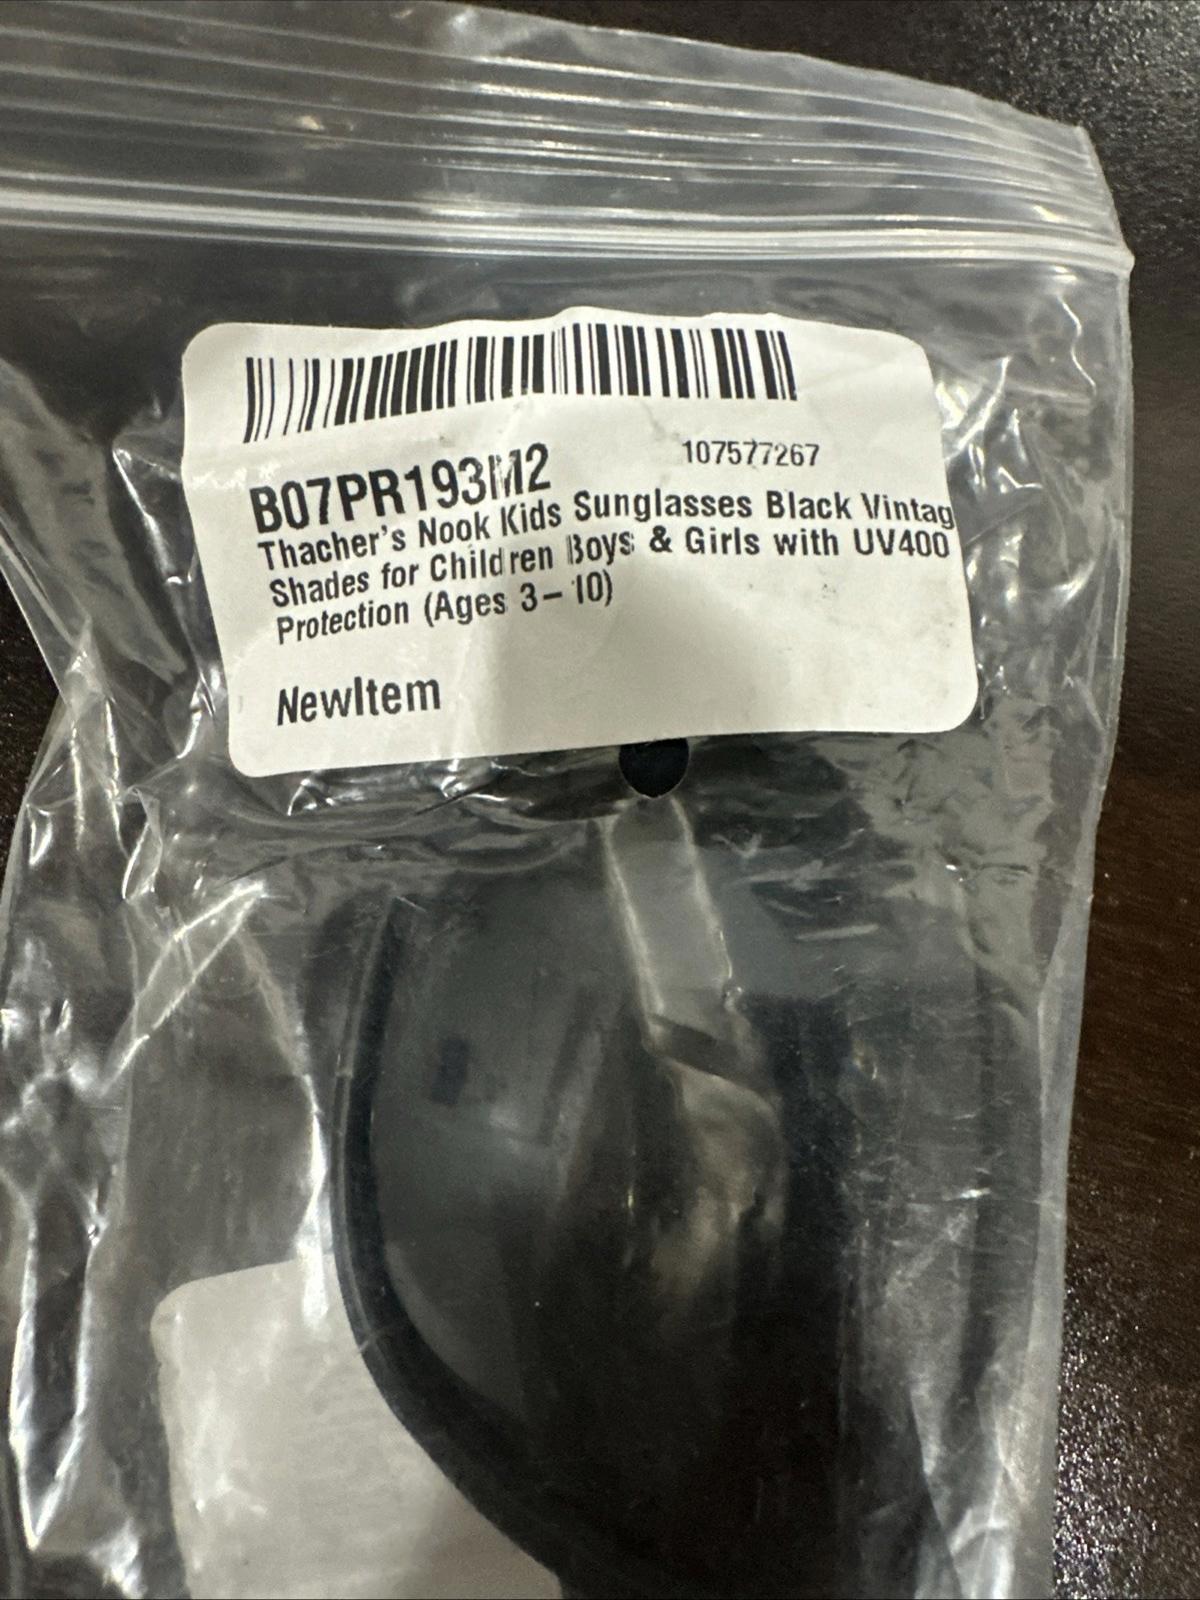 107577267
B07PR193M2
Thacher's Nook Kids Sunglasses Black Vintag
Shades for Children Boys & Girls with UV400
Protection (Ages 3-10)
NewItem